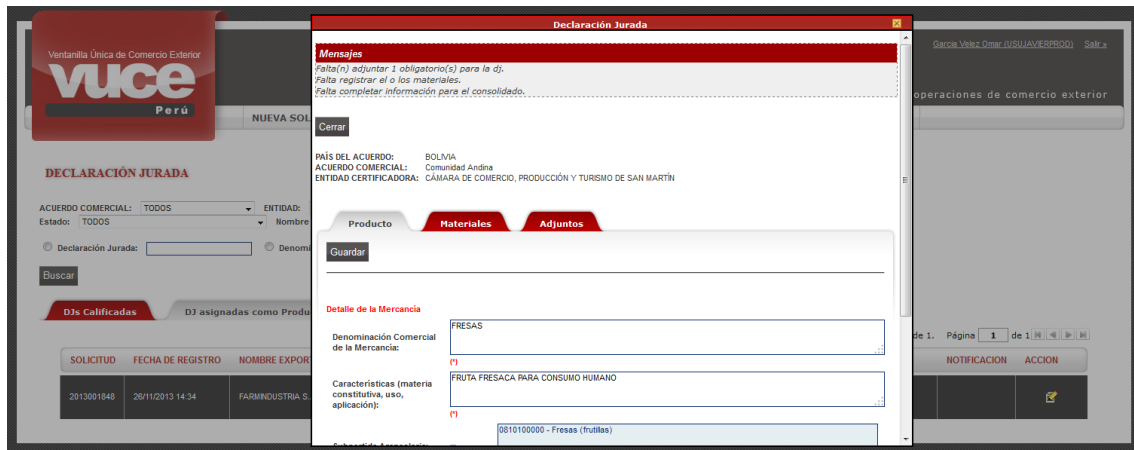 Declaración Jurada
Ventanilla Única de Comercio Exterior
vuce
Perú
Garcia Velez Omar (USUJAVIERPROD) Salir »
operaciones de comercio exterior
NUEVA SOL
Mensajes
Falta(n) adjuntar 1 obligatorio(s) para la dj.
Falta registrar el o los materiales.
Falta completar información para el consolidado.
Cerrar
PAÍS DEL ACUERDO: BOLIVIA
ACUERDO COMERCIAL: Comunidad Andina
ENTIDAD CERTIFICADORA: CÁMARA DE COMERCIO, PRODUCCIÓN Y TURISMO DE SAN MARTÍN
DECLARACIÓN JURADA
ACUERDO COMERCIAL: TODOS ENTIDAD:
Estado: TODOS Nombre
Declaración Jurada: Denomi
Buscar
DJs Calificadas DJ asignadas como Produ
Producto Materiales Adjuntos
Guardar
Detalle de la Mercancía
Denominación Comercial de la Mercancía: FRESAS
(*)
Características (materia constitutiva, uso, aplicación): FRUTA FRESACA PARA CONSUMO HUMANO
(*)
0810100000 - Fresas (frutillas)
de 1. Página 1 de 1
SOLICITUD FECHA DE REGISTRO NOMBRE EXPORT NOTIFICACION ACCION
2013001848 26/11/2013 14:34 FARMINDUSTRIA S.